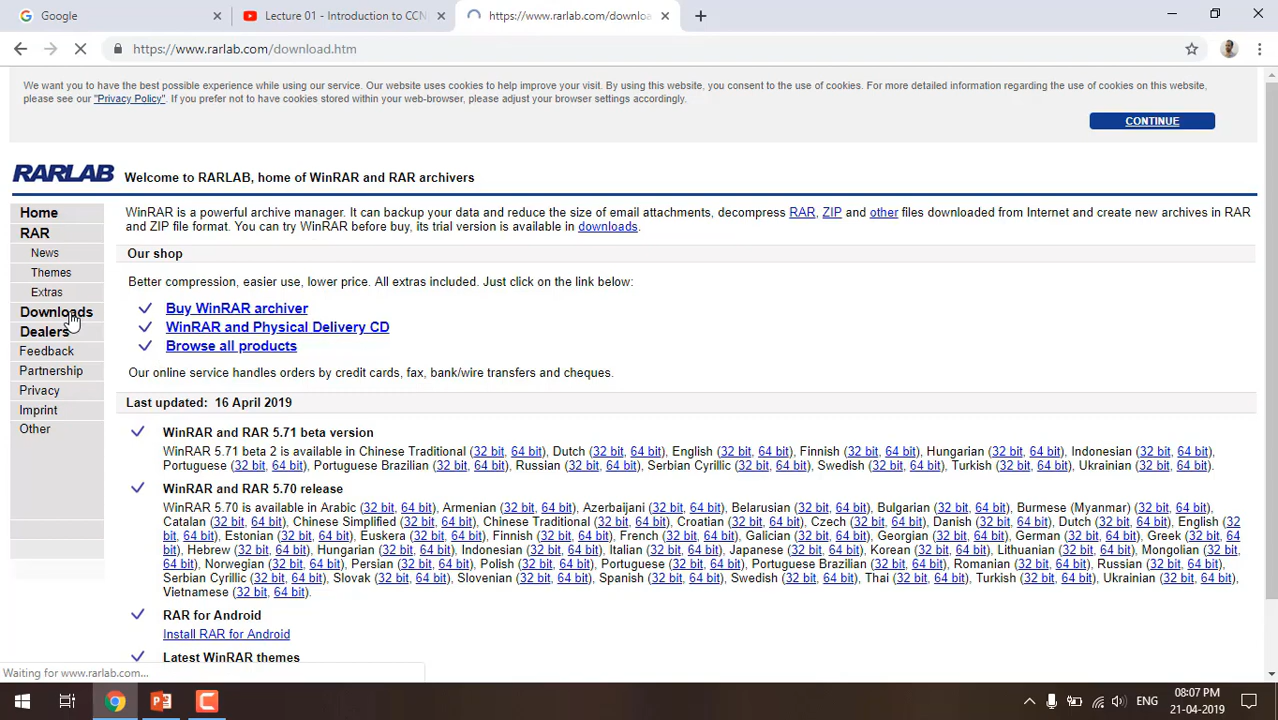 Google
Lecture 01 - Introduction to CCN
https://www.rarlab.com/downloa
https://www.rarlab.com/download.htm
We want you to have the best possible experience while using our service. Our website uses cookies to help improve your visit. By using this website, you consent to the use of cookies. For more detailed information regarding the use of cookies on this website,
please see our "Privacy Policy". If you prefer not to have cookies stored within your web-browser, please adjust your browser settings accordingly.
CONTINUE
RARLAB
Welcome to RARLAB, home of WinRAR and RAR archivers
Home
RAR
News
Themes
Extras
Downloads
Dealers
Feedback
Partnership
Privacy
Imprint
Other
WinRAR is a powerful archive manager. It can backup your data and reduce the size of email attachments, decompress RAR, ZIP and other files downloaded from Internet and create new archives in RAR
and ZIP file format. You can try WinRAR before buy, its trial version is available in downloads.
Our shop
Better compression, easier use, lower price. All extras included. Just click on the link below:
Buy WinRAR archiver
WinRAR and Physical Delivery CD
Browse all products
Our online service handles orders by credit cards, fax, bank/wire transfers and cheques.
Last updated: 16 April 2019
WinRAR and RAR 5.71 beta version
WinRAR 5.71 beta 2 is available in Chinese Traditional (32 bit, 64 bit), Dutch (32 bit, 64 bit), English (32 bit, 64 bit), Finnish (32 bit, 64 bit), Hungarian (32 bit, 64 bit), Indonesian (32 bit, 64 bit),
Portuguese (32 bit, 64 bit), Portuguese Brazilian (32 bit, 64 bit), Russian (32 bit, 64 bit), Serbian Cyrillic (32 bit, 64 bit), Swedish (32 bit, 64 bit), Turkish (32 bit, 64 bit), Ukrainian (32 bit, 64 bit).
WinRAR and RAR 5.70 release
WinRAR 5.70 is available in Arabic (32 bit, 64 bit), Armenian (32 bit, 64 bit), Azerbaijani (32 bit, 64 bit), Belarusian (32 bit, 64 bit), Bulgarian (32 bit, 64 bit), Burmese (Myanmar) (32 bit, 64 bit),
Catalan (32 bit, 64 bit), Chinese Simplified (32 bit, 64 bit), Chinese Traditional (32 bit, 64 bit), Croatian (32 bit, 64 bit), Czech (32 bit, 64 bit), Danish (32 bit, 64 bit), Dutch (32 bit, 64 bit), English (32
bit, 64 bit), Estonian (32 bit, 64 bit), Euskera (32 bit, 64 bit), Finnish (32 bit, 64 bit), French (32 bit, 64 bit), Galician (32 bit, 64 bit), Georgian (32 bit, 64 bit), German (32 bit, 64 bit), Greek (32 bit, 64
bit), Hebrew (32 bit, 64 bit), Hungarian (32 bit, 64 bit), Indonesian (32 bit, 64 bit), Italian (32 bit, 64 bit), Japanese (32 bit, 64 bit), Korean (32 bit, 64 bit), Lithuanian (32 bit, 64 bit), Mongolian (32 bit,
64 bit), Norwegian (32 bit, 64 bit), Persian (32 bit, 64 bit), Polish (32 bit, 64 bit), Portuguese (32 bit, 64 bit), Portuguese Brazilian (32 bit, 64 bit), Romanian (32 bit, 64 bit), Russian (32 bit, 64 bit),
Serbian Cyrillic (32 bit, 64 bit), Slovak (32 bit, 64 bit), Slovenian (32 bit, 64 bit), Spanish (32 bit, 64 bit), Swedish (32 bit, 64 bit), Thai (32 bit, 64 bit), Turkish (32 bit, 64 bit), Ukrainian (32 bit, 64 bit),
Vietnamese (32 bit, 64 bit).
RAR for Android
Install RAR for Android
Latest WinRAR themes
Waiting for www.rarlab.com...
ENG
08:07 PM
21-04-2019